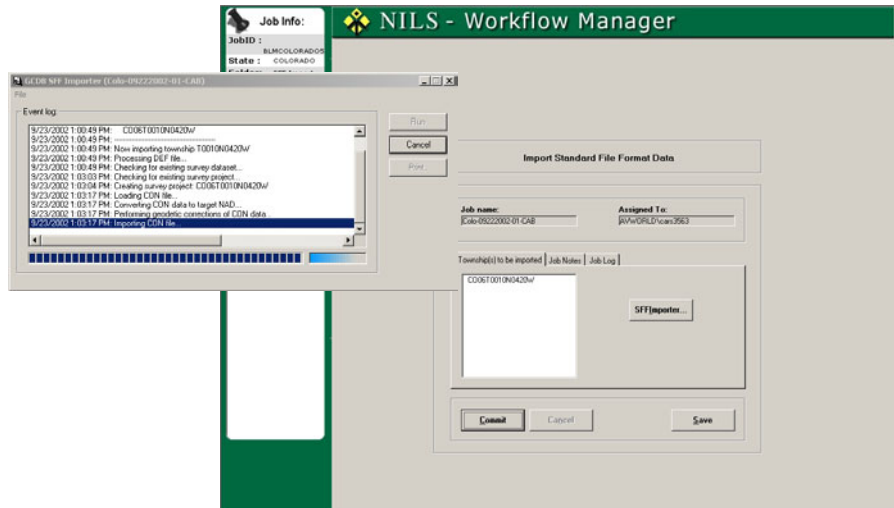 Job Info:
NILS - Workflow Manager
JobID :
BLMCOLORADOS
State : COLORADO
GCDB SFF Importer (Colo-09222002-01-CAB)
File
Event log:
9/23/2002 1:00:49 PM: CO06T0010N0420W
9/23/2002 1:00:49 PM: ----------------------------------------
9/23/2002 1:00:49 PM: Now importing township T0010N0420W
9/23/2002 1:00:49 PM: Processing DEF file...
9/23/2002 1:00:49 PM: Checking for existing survey dataset...
9/23/2002 1:03:03 PM: Checking for existing survey project...
9/23/2002 1:03:04 PM: Creating survey project: CO06T0010N0420W
9/23/2002 1:03:17 PM: Loading CON file...
9/23/2002 1:03:17 PM: Converting CON data to target NAD...
9/23/2002 1:03:17 PM: Performing geodetic corrections of CON data...
9/23/2002 1:03:17 PM: Importing CON file...
Run
Cancel
Print...
Import Standard File Format Data
Job name:
Assigned To:
Colo-09222002-01-CAB
AVWORLD\cars3563
Township(s) to be imported
Job Notes
Job Log
CO06T0010N0420W
SFFImporter...
Commit
Cancel
Save